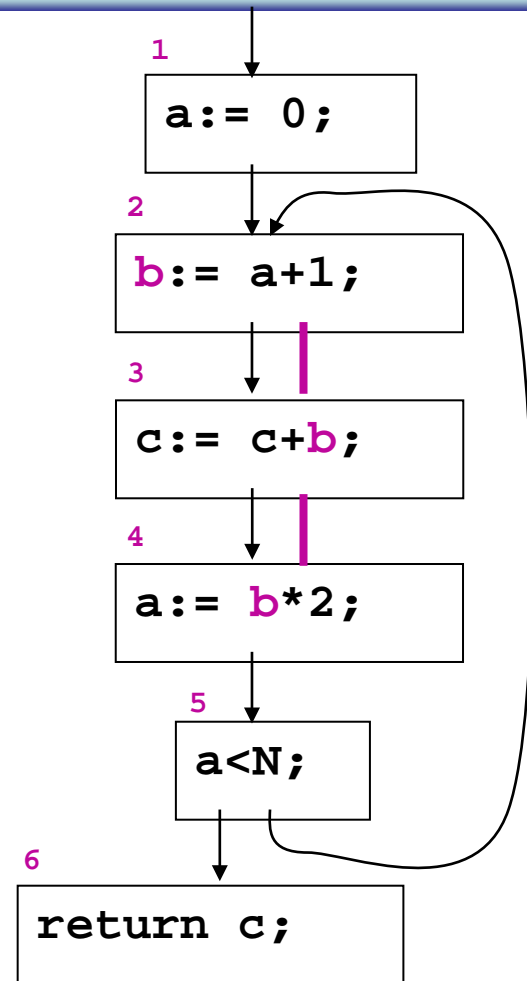 1
a:= 0;
2
b:= a+1;
3
c:= c+b;
4
a:= b*2;
5
a<N;
6
return c;